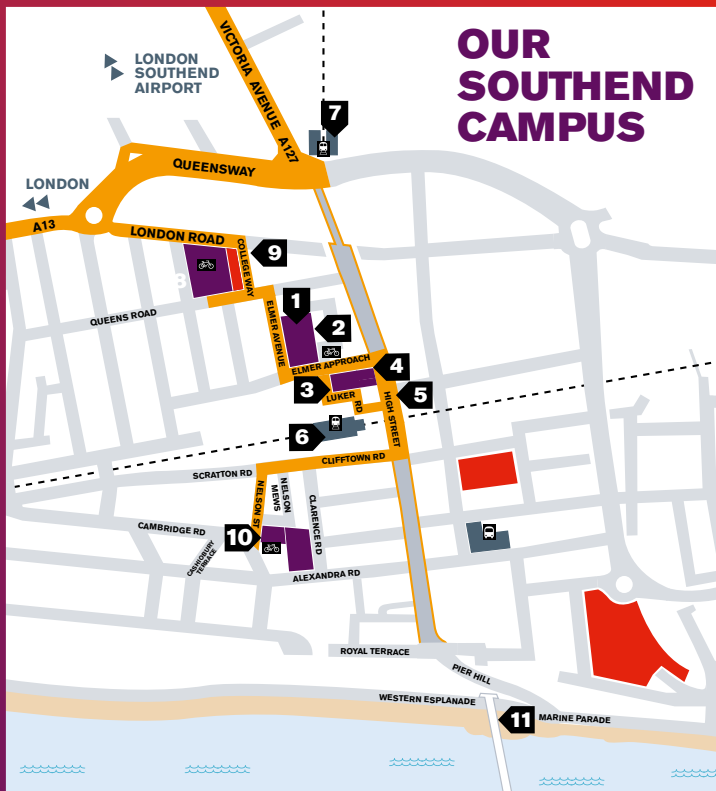 OUR
SOUTHEND
CAMPUS
VICTORIA AVENUE A127
LONDON
SOUTHEND
AIRPORT
7
QUEENSWAY
LONDON
A13
LONDON ROAD
COLLEGE WAY
9
8
1
QUEENS ROAD
ELMER AVENUE
2
ELMER APPROACH
4
3
LUKER
RD
5
HIGH STREET
6
CLIFFTOWN RD
SCRATTON RD
NELSON ST
NELSON
MEWS
CLARENCE RD
CAMBRIDGE RD
10
CASHIOBURY
TERRACE
ALEXANDRA RD
ROYAL TERRACE
PIER HILL
WESTERN ESPLANADE
11
MARINE PARADE